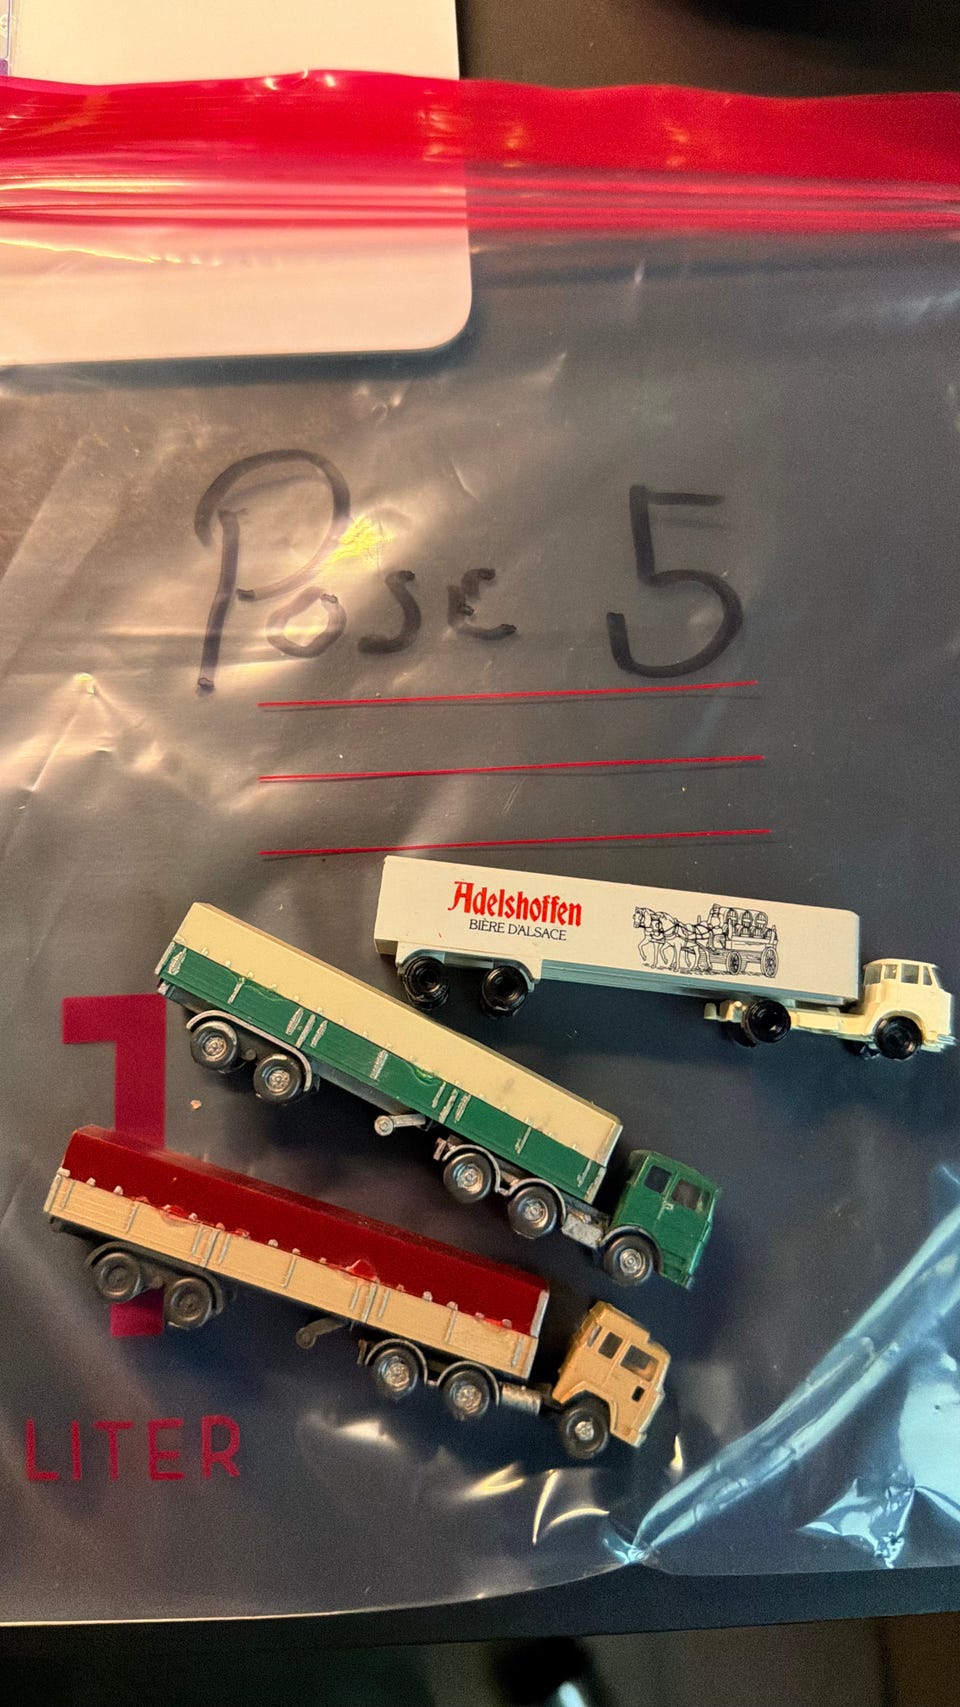 Pose 5
Adelshoffen
BIÈRE D'ALSACE
1
LITER